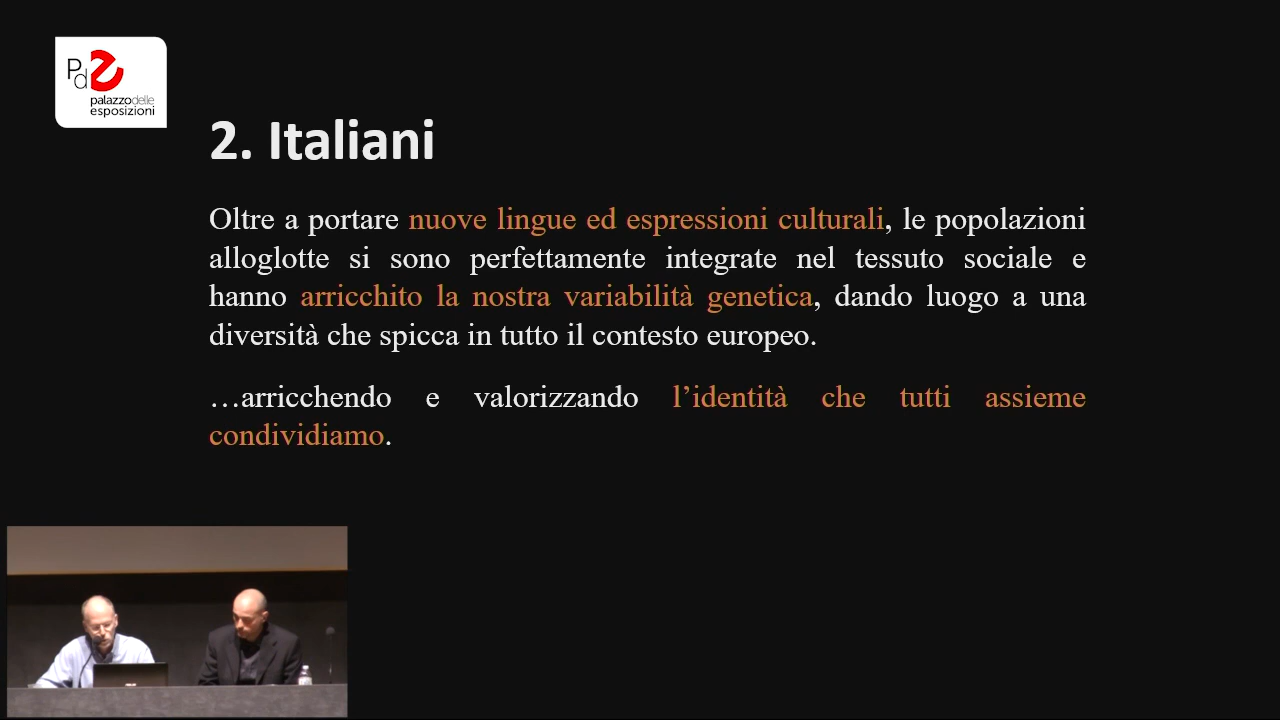 Pd
palazzodelle
esposizioni
2. Italiani
Oltre a portare nuove lingue ed espressioni culturali, le popolazioni
alloglotte si sono perfettamente integrate nel tessuto sociale e
hanno arricchito la nostra variabilità genetica, dando luogo a una
diversità che spicca in tutto il contesto europeo.
…arricchendo e valorizzando l’identità che tutti assieme
condividiamo.